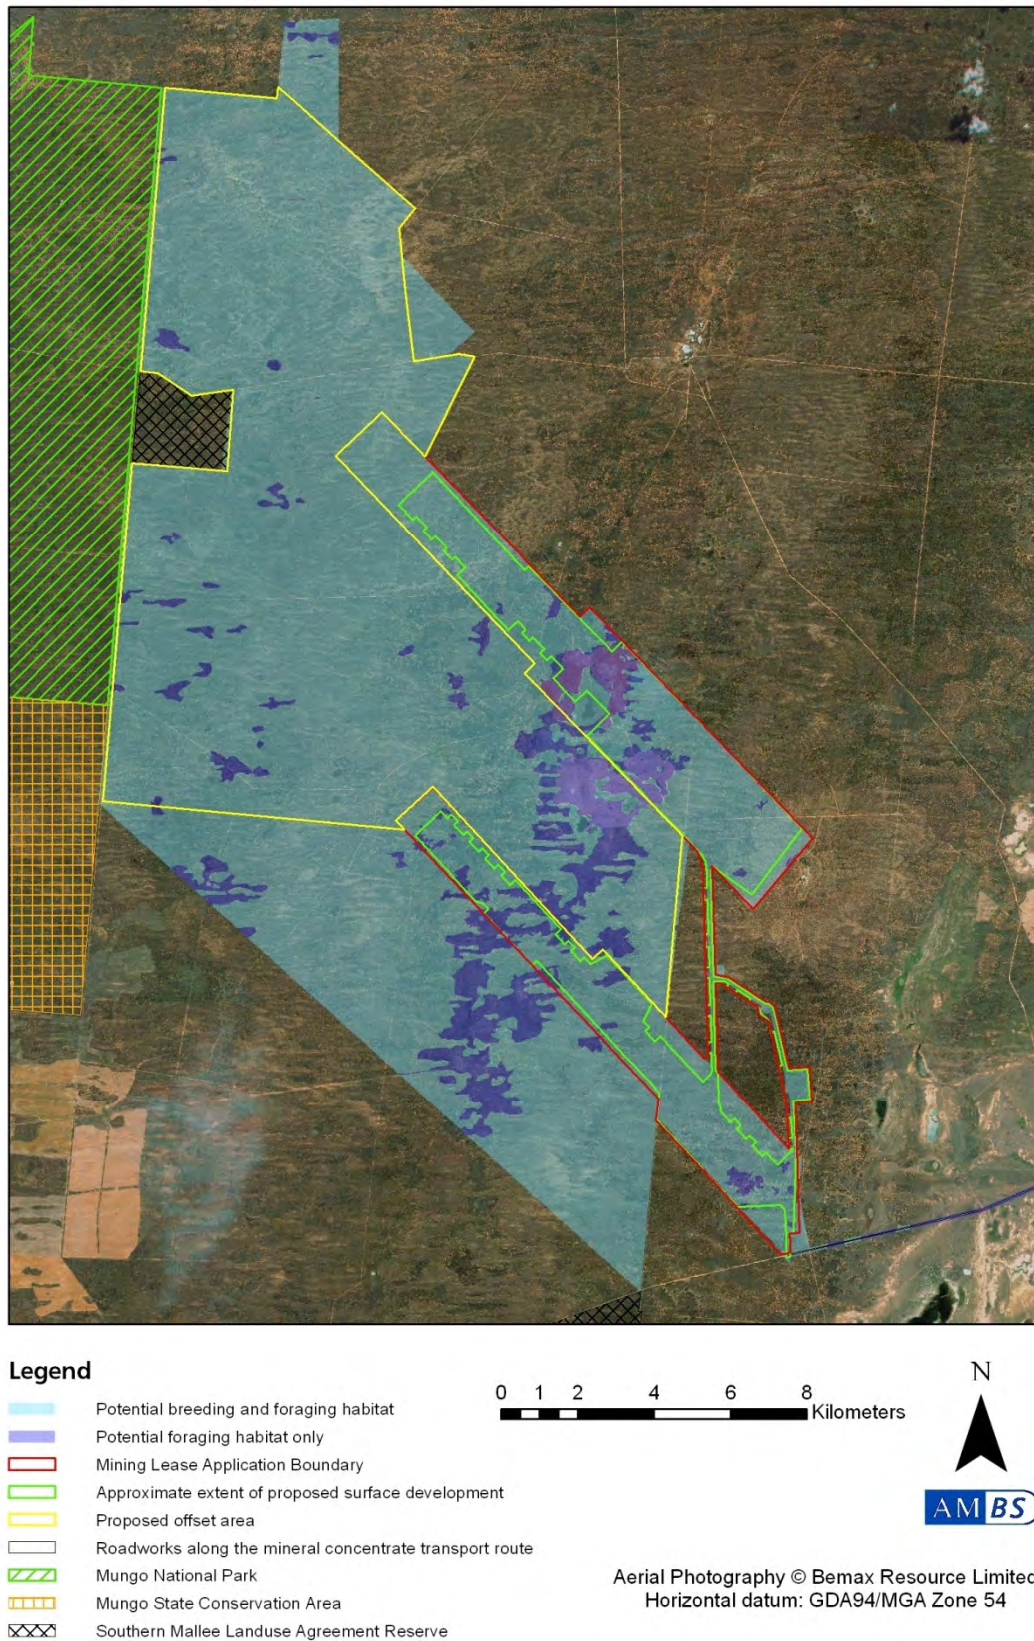 Legend
Potential breeding and foraging habitat
Potential foraging habitat only
Mining Lease Application Boundary
Approximate extent of proposed surface development
Proposed offset area
Roadworks along the mineral concentrate transport route
Mungo National Park
Mungo State Conservation Area
Southern Mallee Landuse Agreement Reserve
0 1 2 4 6 8
Kilometers
N
AMBS
Aerial Photography © Bemax Resource Limited
Horizontal datum: GDA94/MGA Zone 54